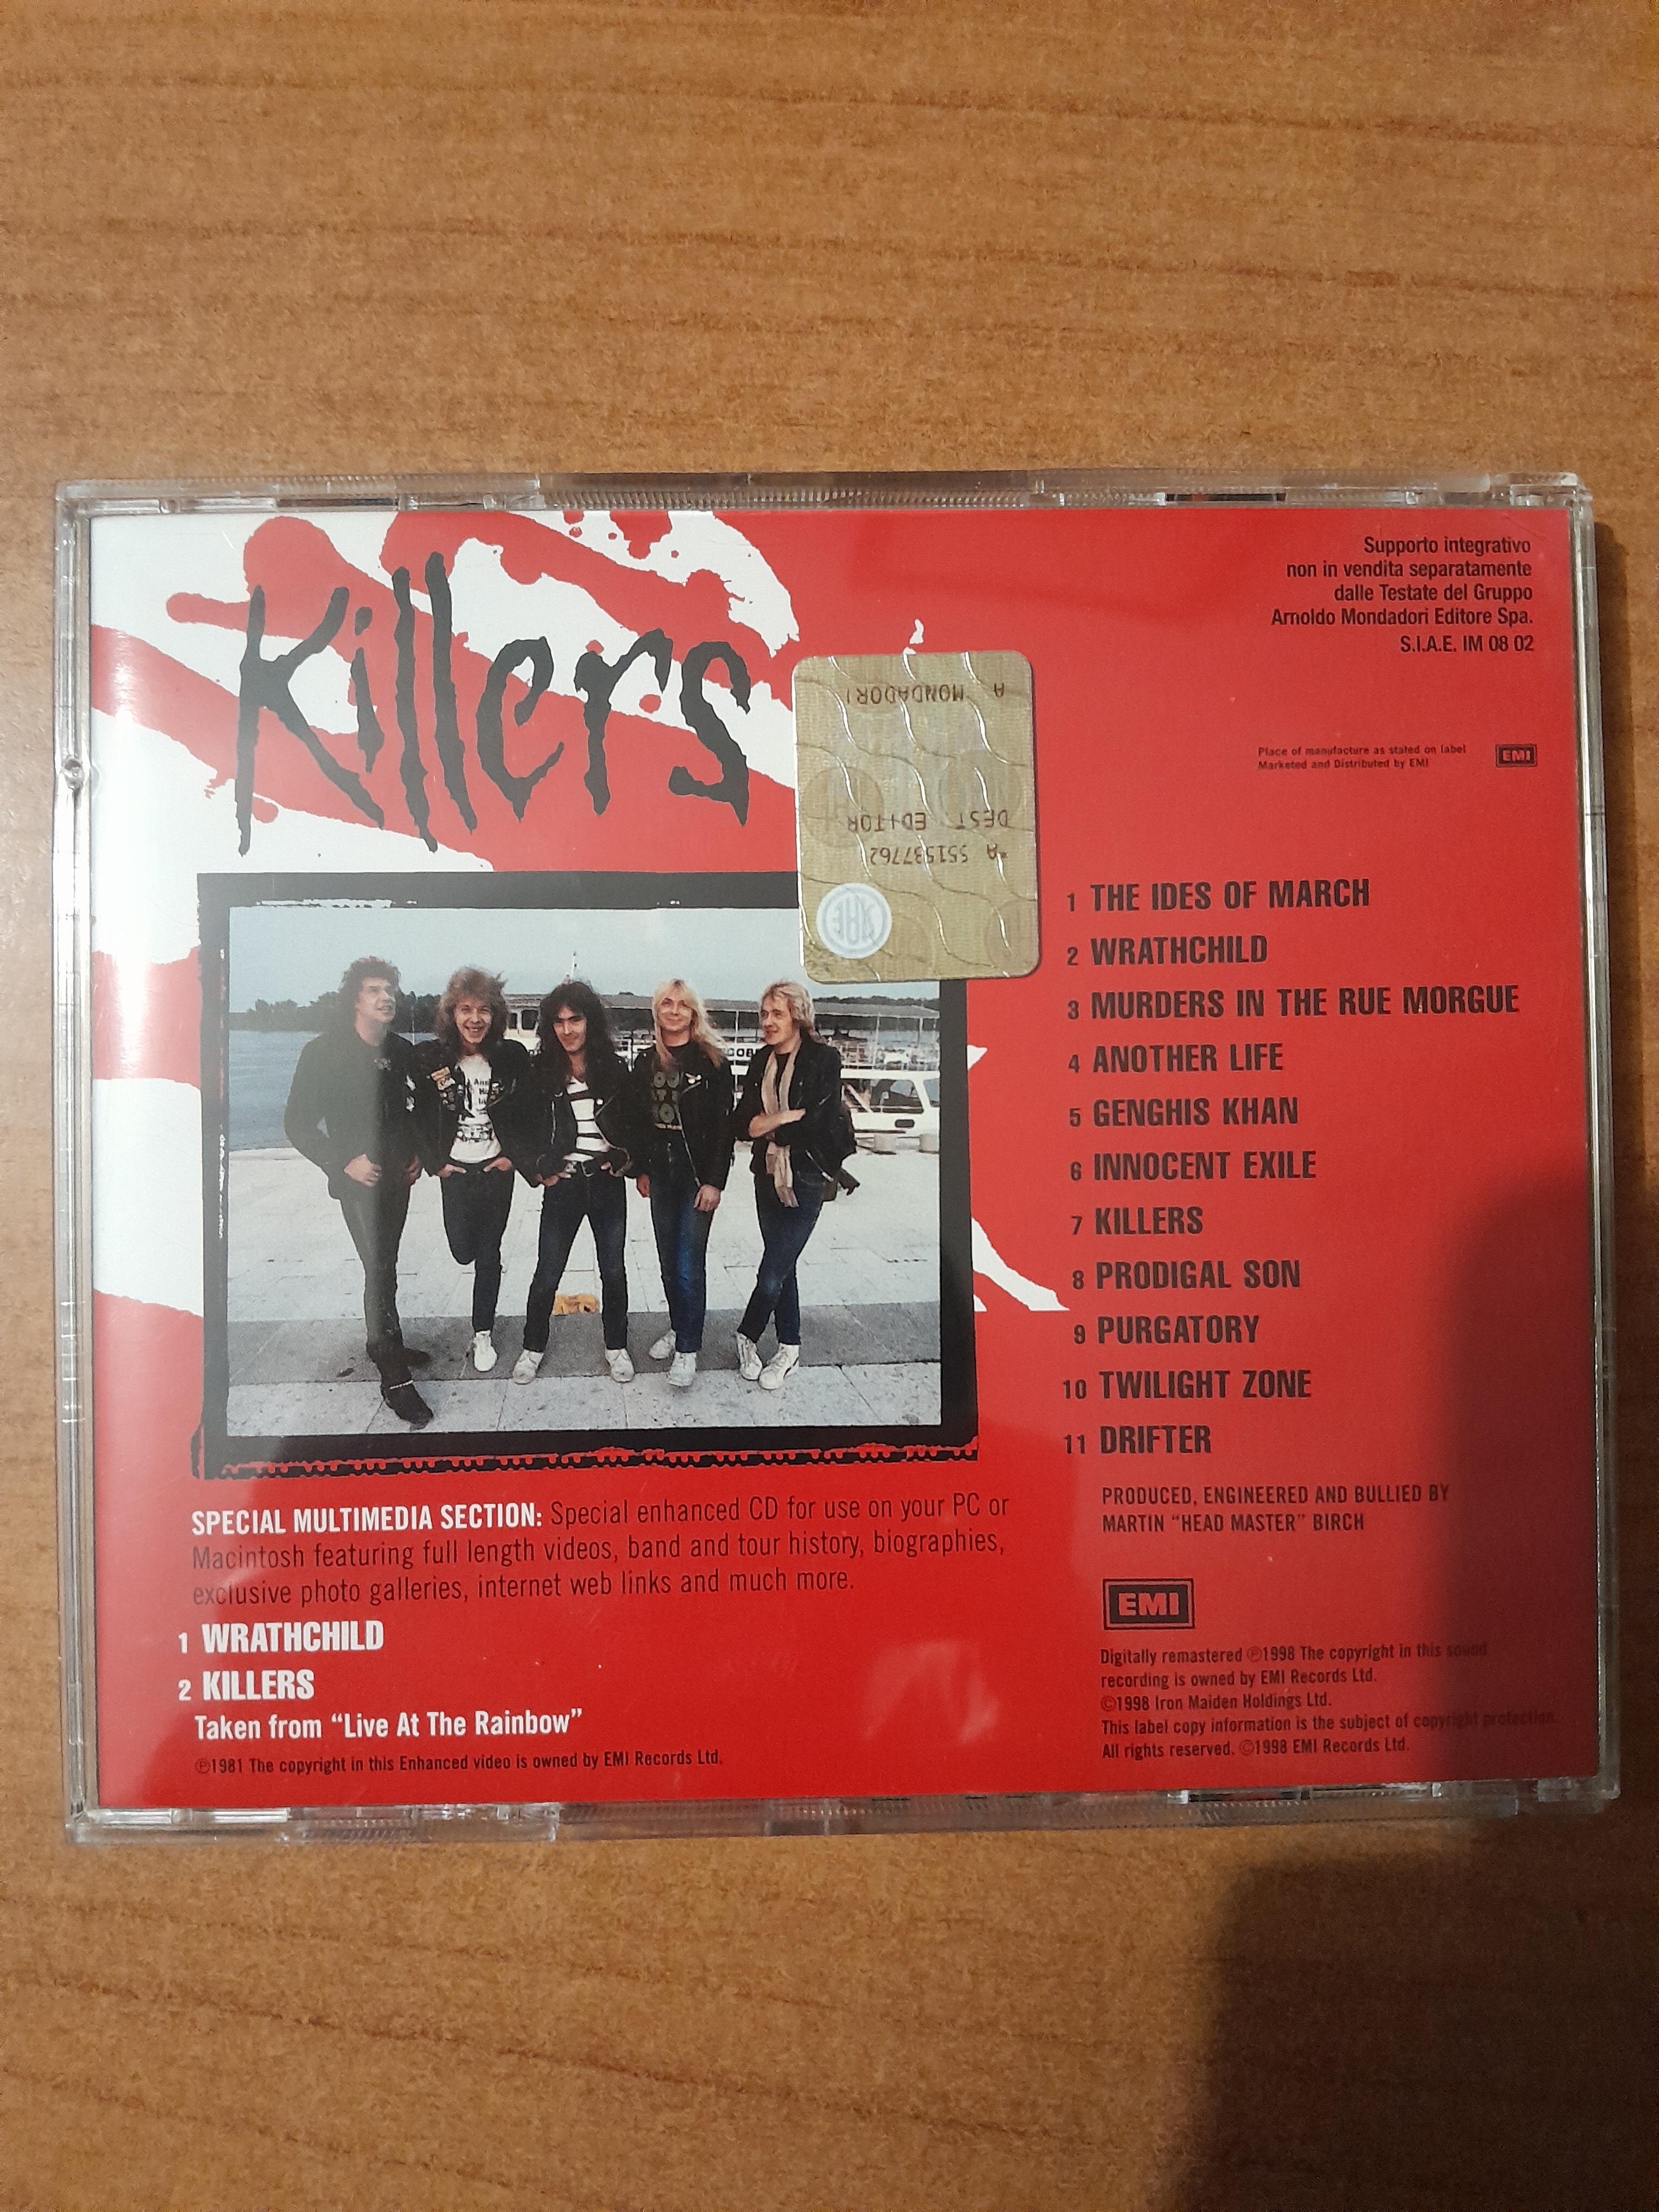 Killers
Supporto integrativo
non in vendita separatamente
dalle Testate del Gruppo
Arnoldo Mondadori Editore Spa.
S.I.A.E. IM 08 02
A MONDADORI
DEST EDITOR
*A 551537762
SIAE
Place of manufacture as stated on label
Marketed and Distributed by EMI
EMI
1 THE IDES OF MARCH
2 WRATHCHILD
3 MURDERS IN THE RUE MORGUE
4 ANOTHER LIFE
5 GENGHIS KHAN
6 INNOCENT EXILE
7 KILLERS
8 PRODIGAL SON
9 PURGATORY
10 TWILIGHT ZONE
11 DRIFTER
PRODUCED, ENGINEERED AND BULLIED BY
MARTIN "HEAD MASTER" BIRCH
EMI
Digitally remastered ℗1998 The copyright in this sound
recording is owned by EMI Records Ltd.
©1998 Iron Maiden Holdings Ltd.
This label copy information is the subject of copyright protection.
All rights reserved. ©1998 EMI Records Ltd.
SPECIAL MULTIMEDIA SECTION: Special enhanced CD for use on your PC or
Macintosh featuring full length videos, band and tour history, biographies,
exclusive photo galleries, internet web links and much more.
1 WRATHCHILD
2 KILLERS
Taken from "Live At The Rainbow"
℗1981 The copyright in this Enhanced video is owned by EMI Records Ltd.